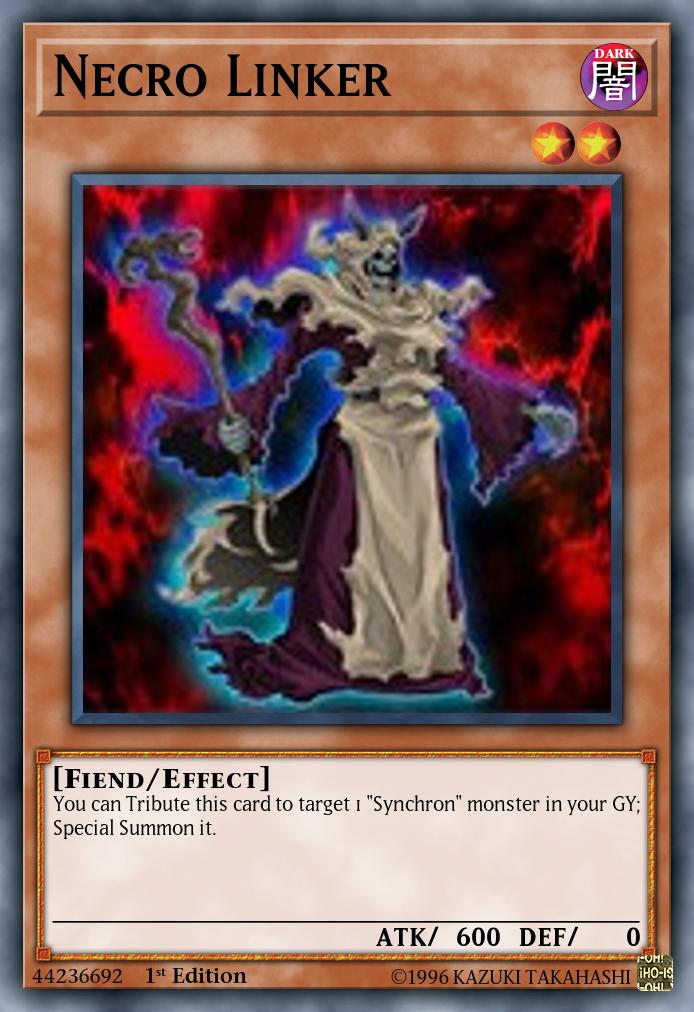 Necro Linker
DARK
闇
[Fiend/Effect]
You can Tribute this card to target 1 "Synchron" monster in your GY;
Special Summon it.
ATK/ 600 DEF/ 0
44236692 1st Edition ©1996 KAZUKI TAKAHASHI